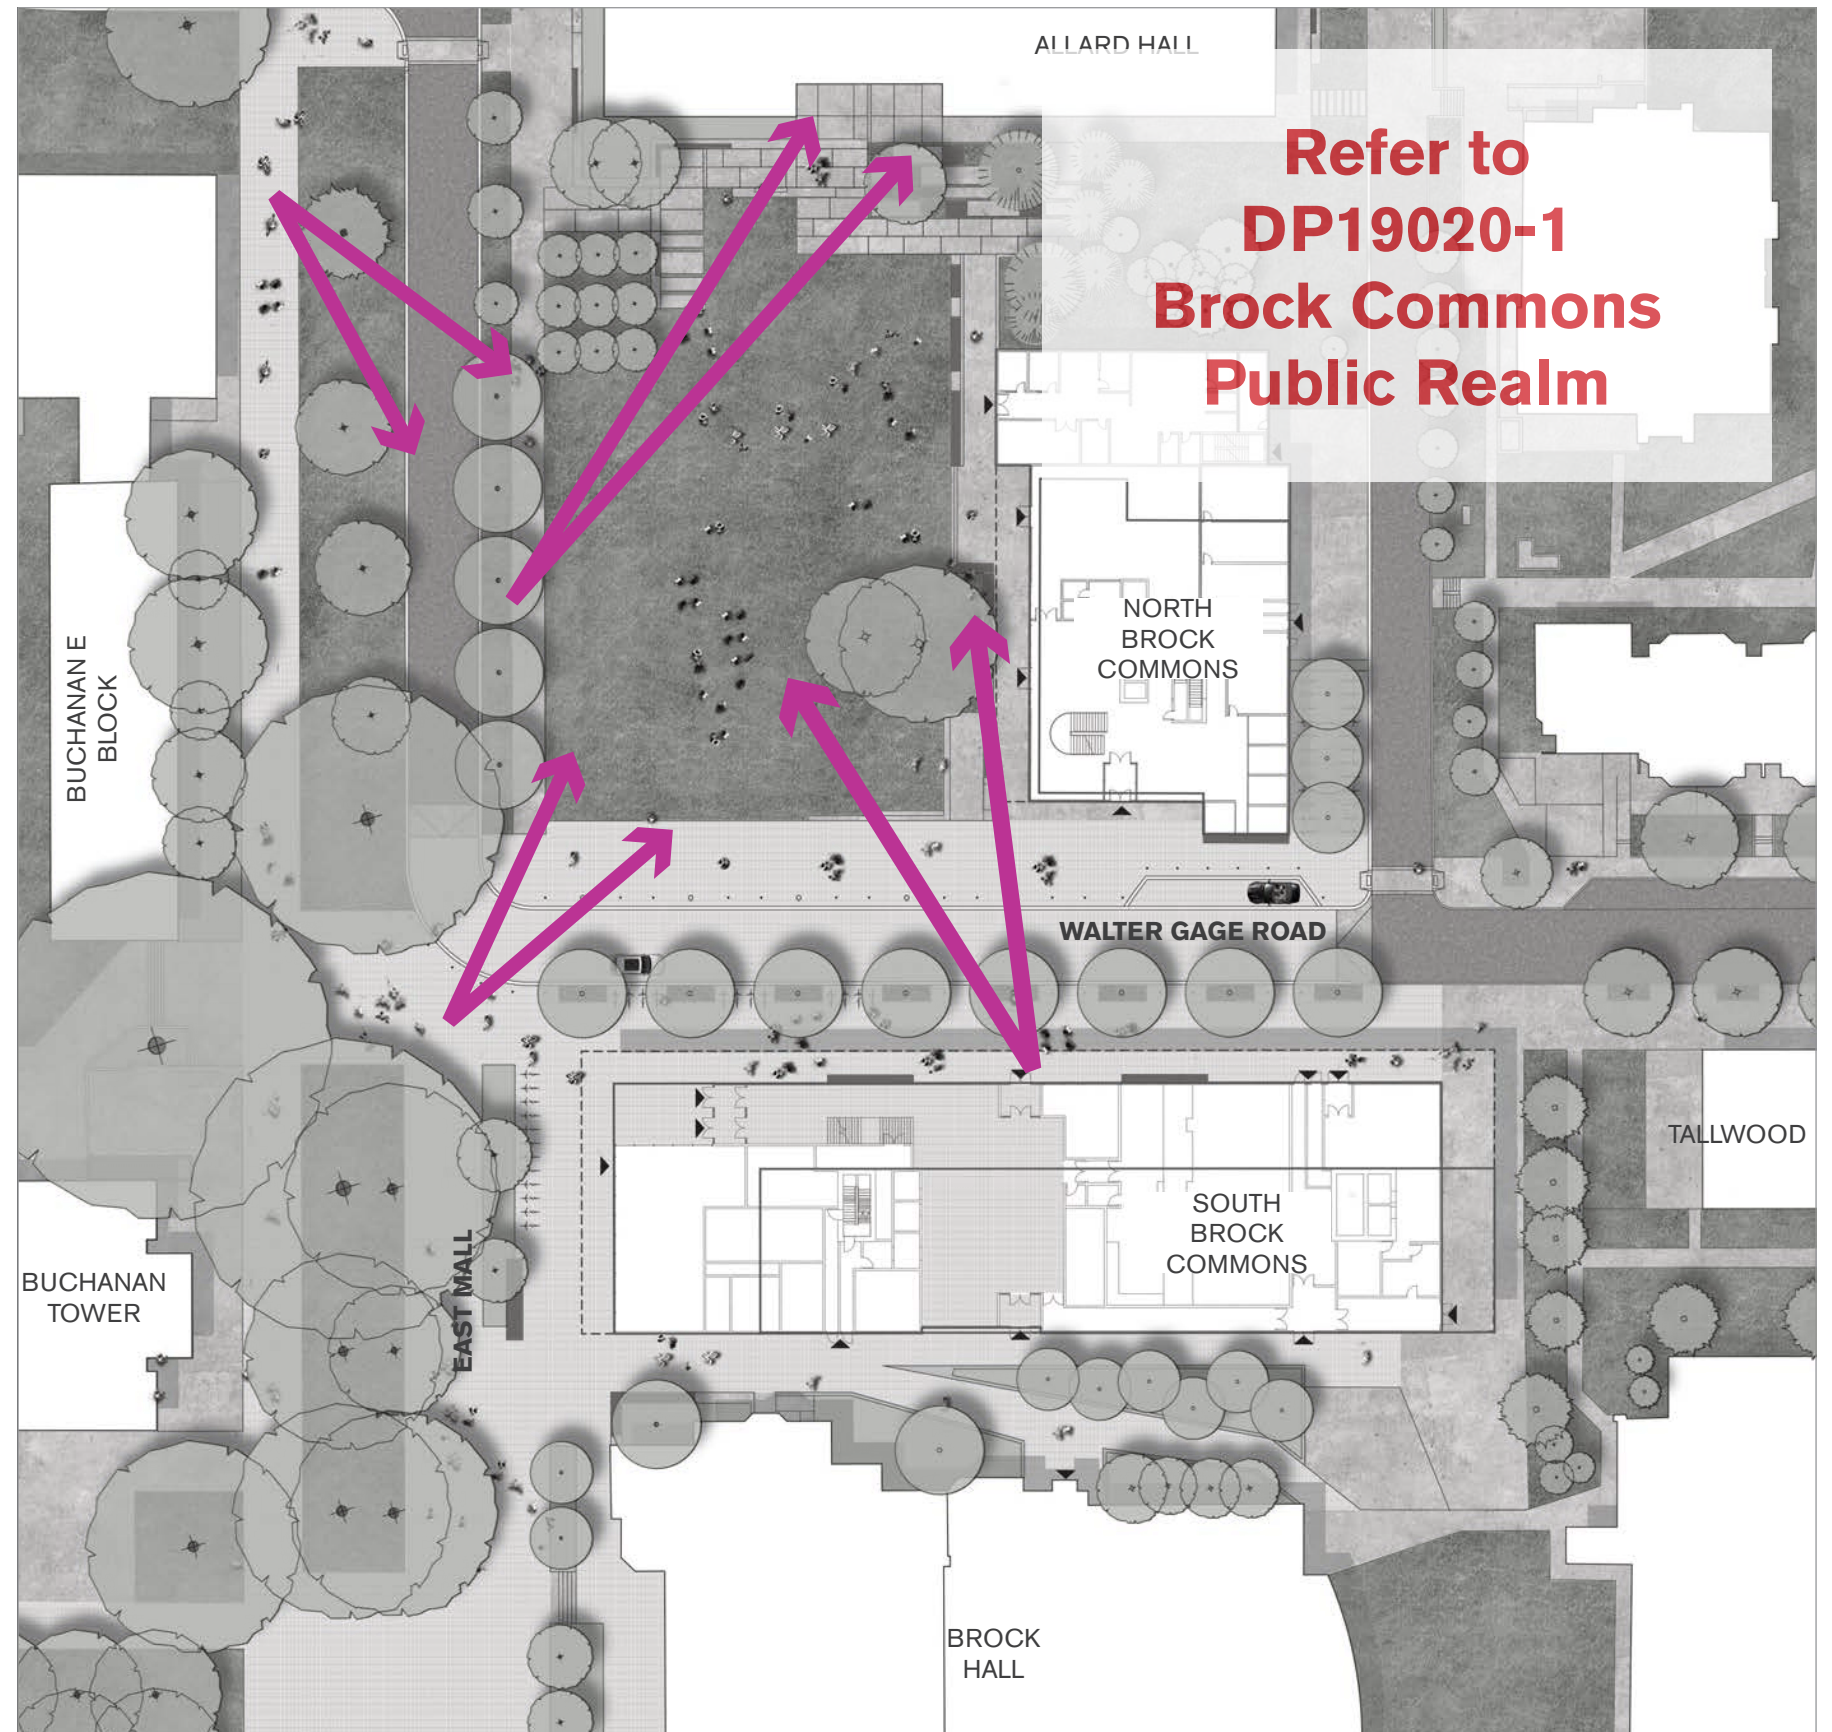 ALLARD HALL
Refer to
DP19020-1
Brock Commons
Public Realm
NORTH
BROCK
COMMONS
BUCHANAN E
BLOCK
WALTER GAGE ROAD
TALLWOOD
SOUTH
BROCK
COMMONS
EAST MALL
BUCHANAN
TOWER
BROCK
HALL